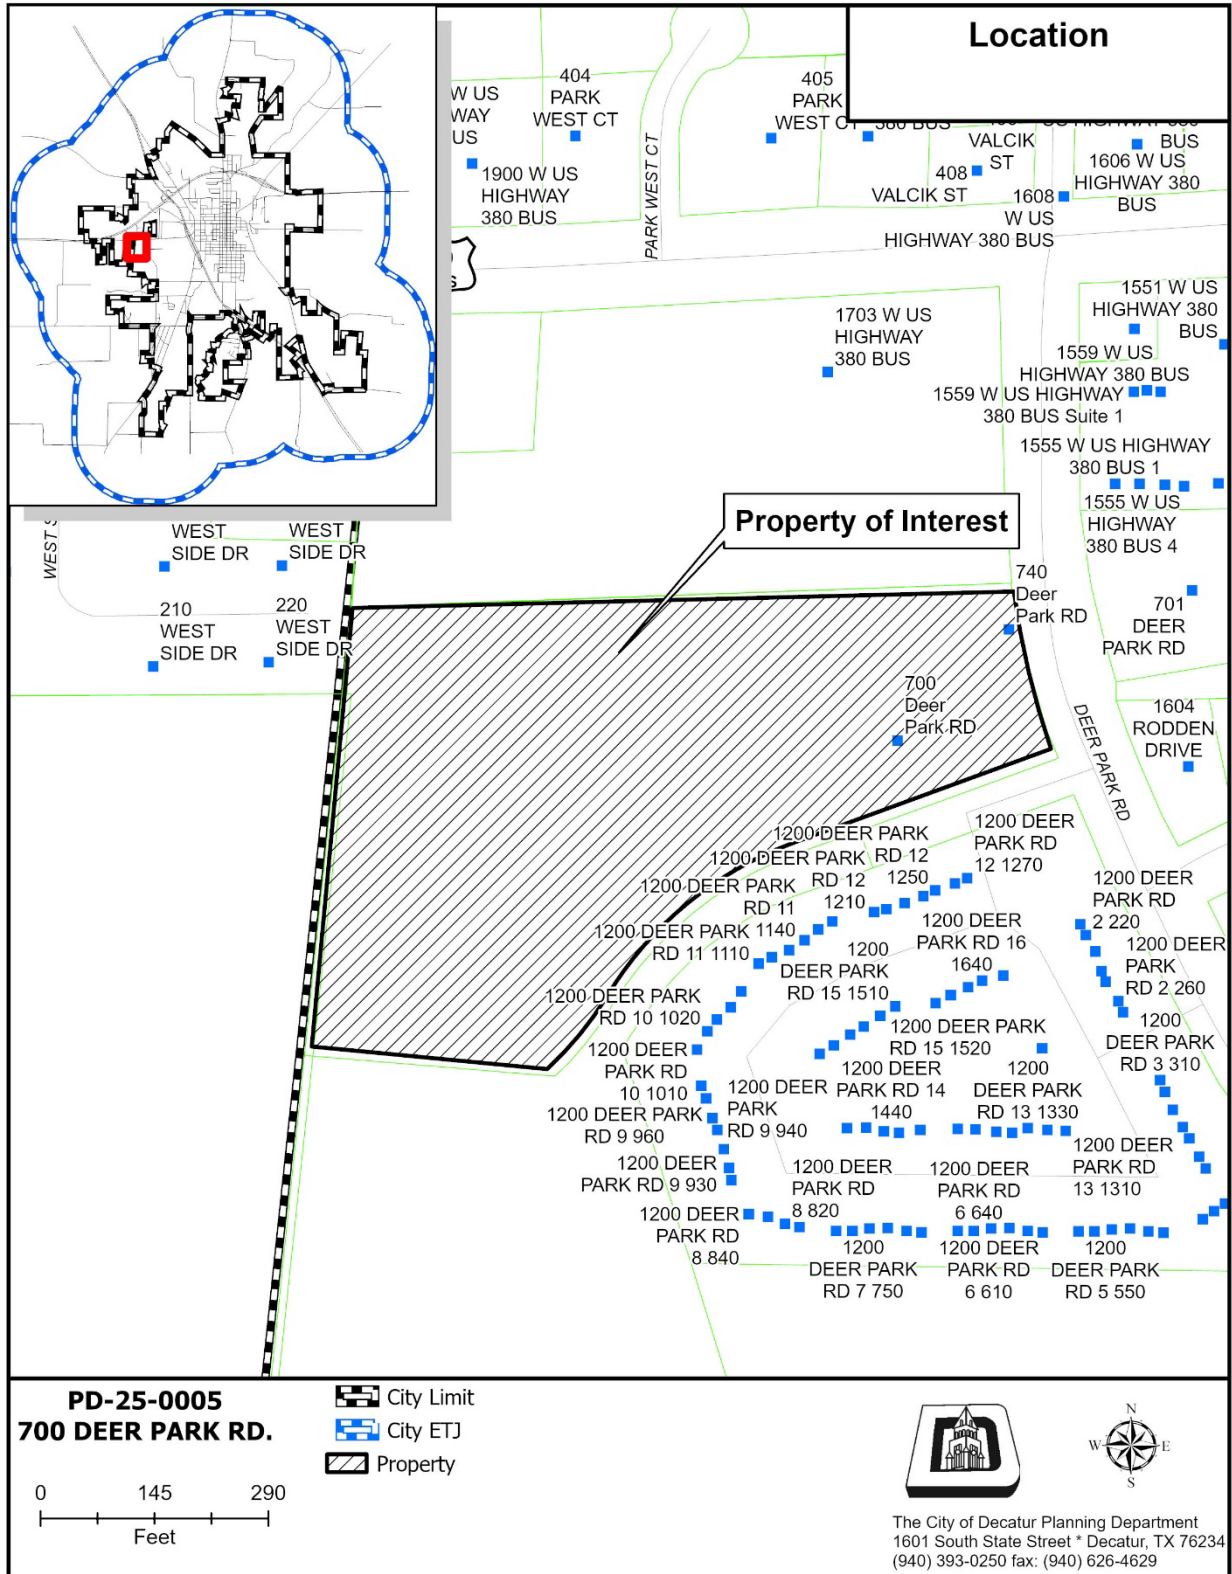 Location
W US
WAY
US
404
PARK
WEST CT
1900 W US
HIGHWAY
380 BUS
PARK WEST CT
405
PARK
WEST CT
380 BUS
VALCIK
ST
408
VALCIK ST
BUS
1606 W US
HIGHWAY 380
BUS
1608
W US
HIGHWAY 380 BUS
S
1703 W US
HIGHWAY
380 BUS
1551 W US
HIGHWAY 380
BUS
1559 W US
HIGHWAY 380 BUS
1559 W US HIGHWAY
380 BUS Suite 1
1555 W US HIGHWAY
380 BUS 1
1555 W US
HIGHWAY
380 BUS 4
Property of Interest
WEST S
WEST
SIDE DR
WEST
SIDE DR
210
WEST
SIDE DR
220
WEST
SIDE DR
740
Deer
Park RD
701
DEER
PARK RD
700
Deer
Park RD
DEER PARK RD
1604
RODDEN
DRIVE
1200 DEER PARK
RD 12
1250
1200 DEER PARK
RD 12
1210
1200 DEER PARK
RD 11
1140
1200 DEER PARK
RD 11 1110
1200 DEER
PARK RD
12 1270
1200 DEER
PARK RD
2 220
1200 DEER
PARK RD 16
1640
1200
DEER PARK
RD 15 1510
1200 DEER
PARK
RD 2 260
1200 DEER PARK
RD 10 1020
1200 DEER PARK
RD 15 1520
1200
DEER PARK
RD 3 310
1200 DEER
PARK RD
10 1010
1200 DEER
PARK RD 14
1440
1200
DEER PARK
RD 13 1330
1200 DEER
PARK
RD 9 940
1200 DEER PARK
RD 9 960
1200 DEER
PARK RD 9 930
1200 DEER
PARK RD
8 820
1200 DEER
PARK RD
6 640
1200 DEER
PARK RD
13 1310
1200 DEER
PARK RD
8 840
1200
DEER PARK
RD 7 750
1200 DEER
PARK RD
6 610
1200
DEER PARK
RD 5 550
PD-25-0005
700 DEER PARK RD.
0 145 290
Feet
City Limit
City ETJ
Property
N
W E
S
The City of Decatur Planning Department
1601 South State Street * Decatur, TX 76234
(940) 393-0250 fax: (940) 626-4629